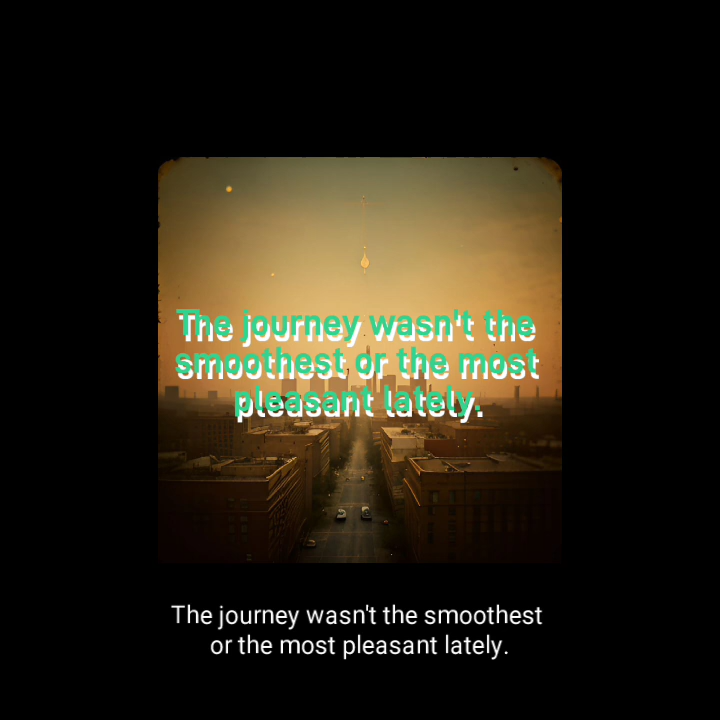 The journey wasn't the
smoothest or the most
pleasant lately.
The journey wasn't the smoothest
or the most pleasant lately.